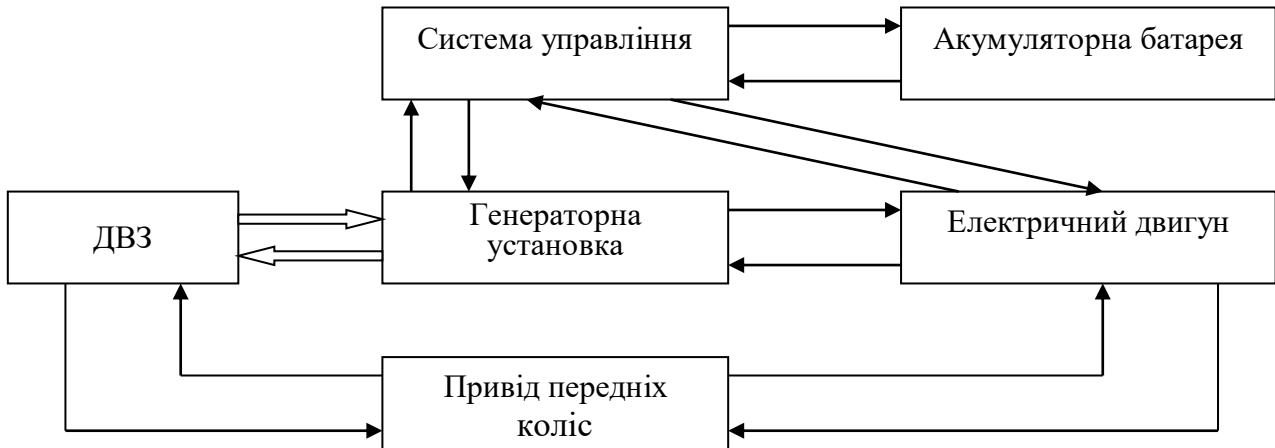 Система управління
Акумуляторна батарея
ДВЗ
Генераторна
установка
Електричний двигун
Привід передніх
коліс